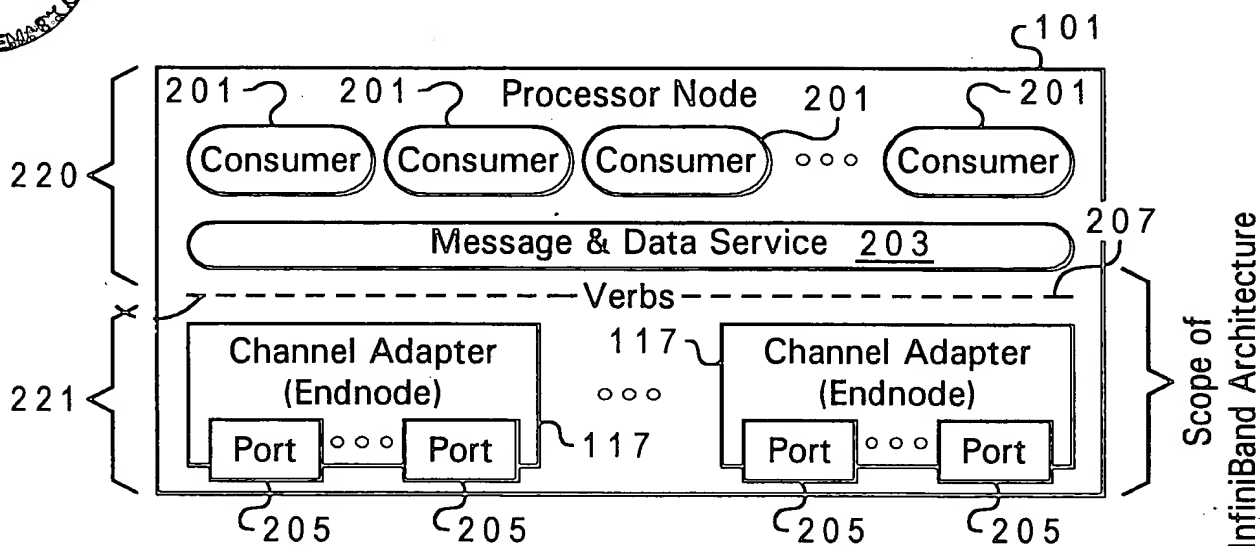 101
201 201 Processor Node 201 201
Consumer Consumer Consumer Consumer
220
Message & Data Service 203
207
Verbs
Channel Adapter
(Endnode)
117
Channel Adapter
(Endnode)
221
117
Port Port Port Port
205 205 205 205
Scope of
InfiniBand Architecture